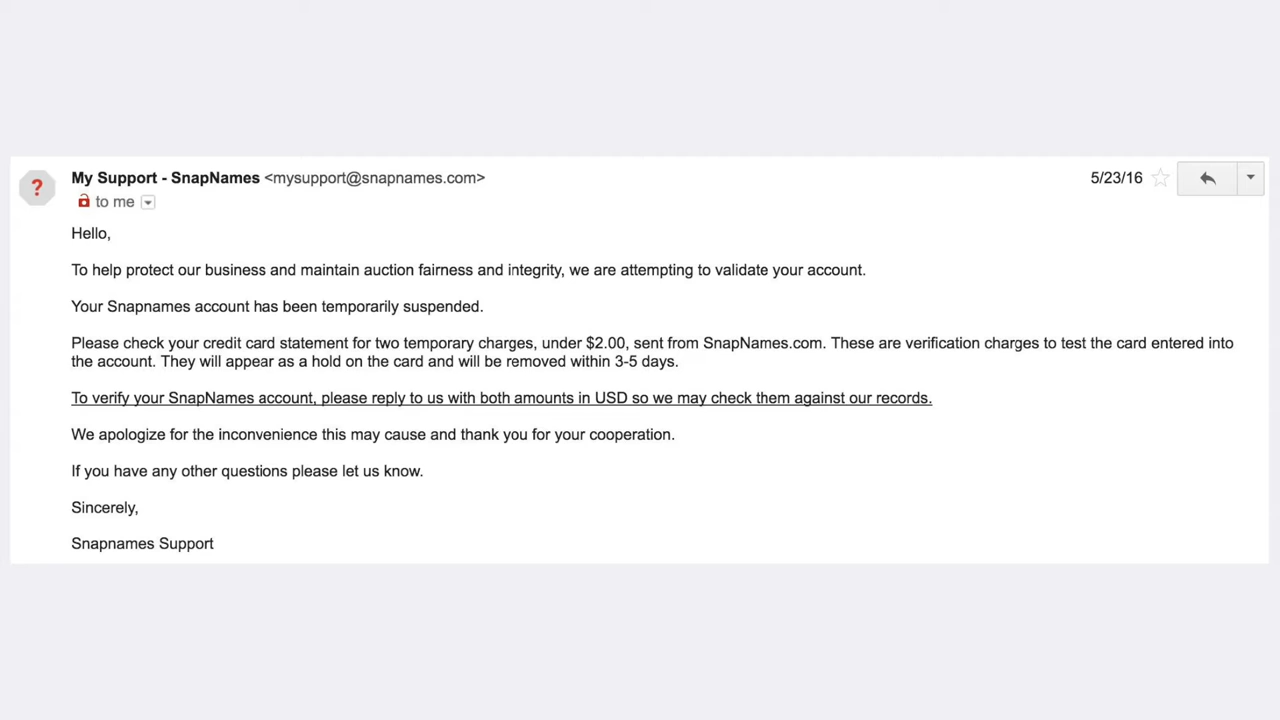 ?
My Support - SnapNames <mysupport@snapnames.com>
5/23/16
to me
Hello,
To help protect our business and maintain auction fairness and integrity, we are attempting to validate your account.
Your Snapnames account has been temporarily suspended.
Please check your credit card statement for two temporary charges, under $2.00, sent from SnapNames.com. These are verification charges to test the card entered into
the account. They will appear as a hold on the card and will be removed within 3-5 days.
To verify your SnapNames account, please reply to us with both amounts in USD so we may check them against our records.
We apologize for the inconvenience this may cause and thank you for your cooperation.
If you have any other questions please let us know.
Sincerely,
Snapnames Support